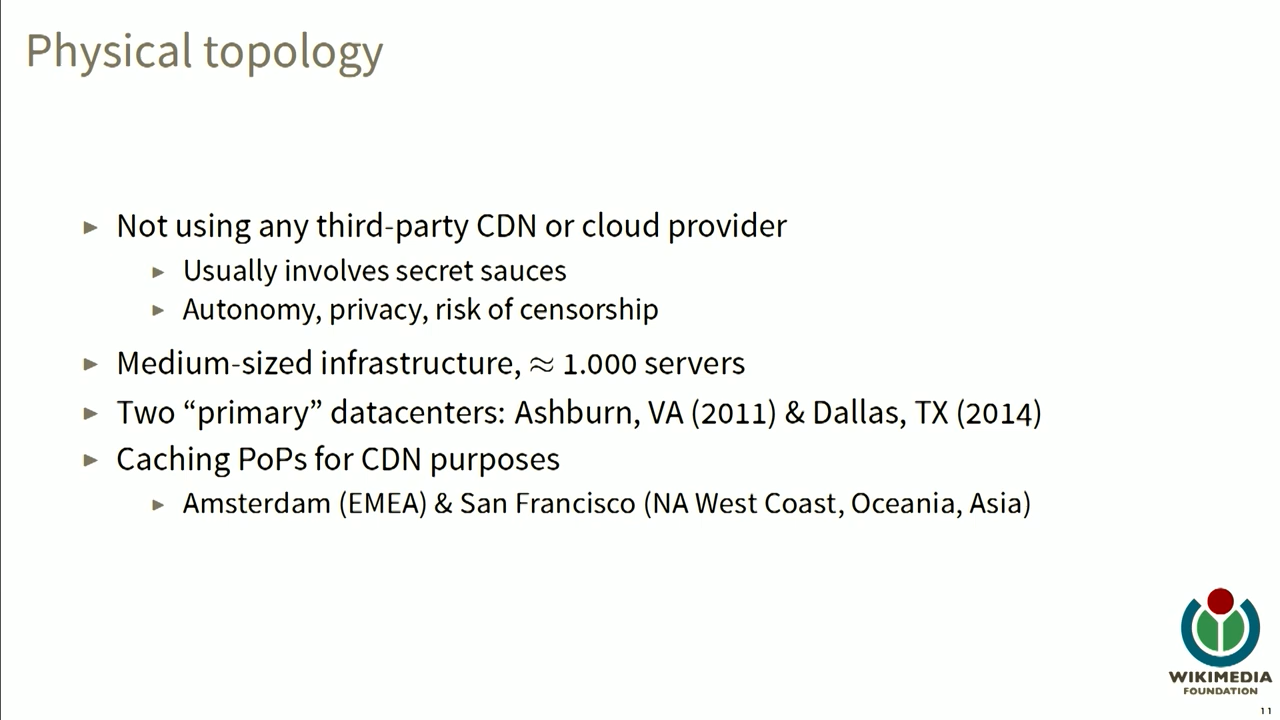 Physical topology
▸ Not using any third-party CDN or cloud provider
▸ Usually involves secret sauces
▸ Autonomy, privacy, risk of censorship
▸ Medium-sized infrastructure, ≈ 1.000 servers
▸ Two “primary” datacenters: Ashburn, VA (2011) & Dallas, TX (2014)
▸ Caching PoPs for CDN purposes
▸ Amsterdam (EMEA) & San Francisco (NA West Coast, Oceania, Asia)
WIKIMEDIA
FOUNDATION
11